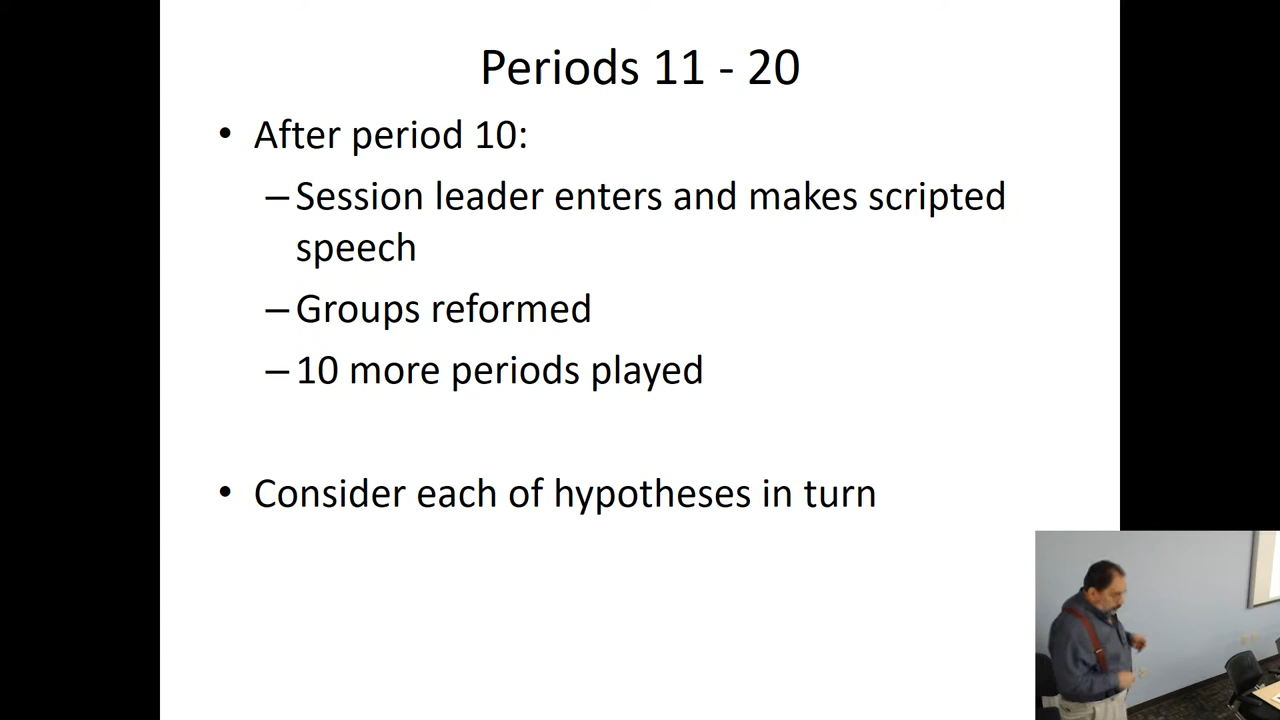 Periods 11 - 20
• After period 10:
– Session leader enters and makes scripted
speech
– Groups reformed
– 10 more periods played
• Consider each of hypotheses in turn